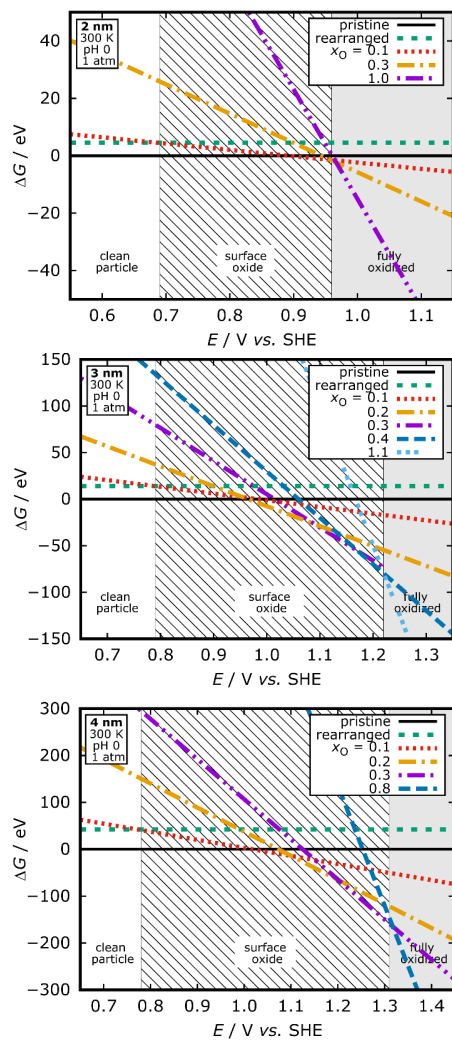 2 nm
300 K
pH 0
1 atm
pristine
rearranged
x_O = 0.1
0.3
1.0
40
20
0
−20
−40
ΔG / eV
clean particle
surface oxide
fully oxidized
0.6 0.7 0.8 0.9 1.0 1.1
E / V vs. SHE
3 nm
300 K
pH 0
1 atm
pristine
rearranged
x_O = 0.1
0.2
0.3
0.4
1.1
150
100
50
0
−50
−100
−150
ΔG / eV
clean particle
surface oxide
fully oxidized
0.7 0.8 0.9 1.0 1.1 1.2 1.3
E / V vs. SHE
4 nm
300 K
pH 0
1 atm
pristine
rearranged
x_O = 0.1
0.2
0.3
0.8
300
200
100
0
−100
−200
−300
ΔG / eV
clean particle
surface oxide
fully oxidized
0.7 0.8 0.9 1.0 1.1 1.2 1.3 1.4
E / V vs. SHE